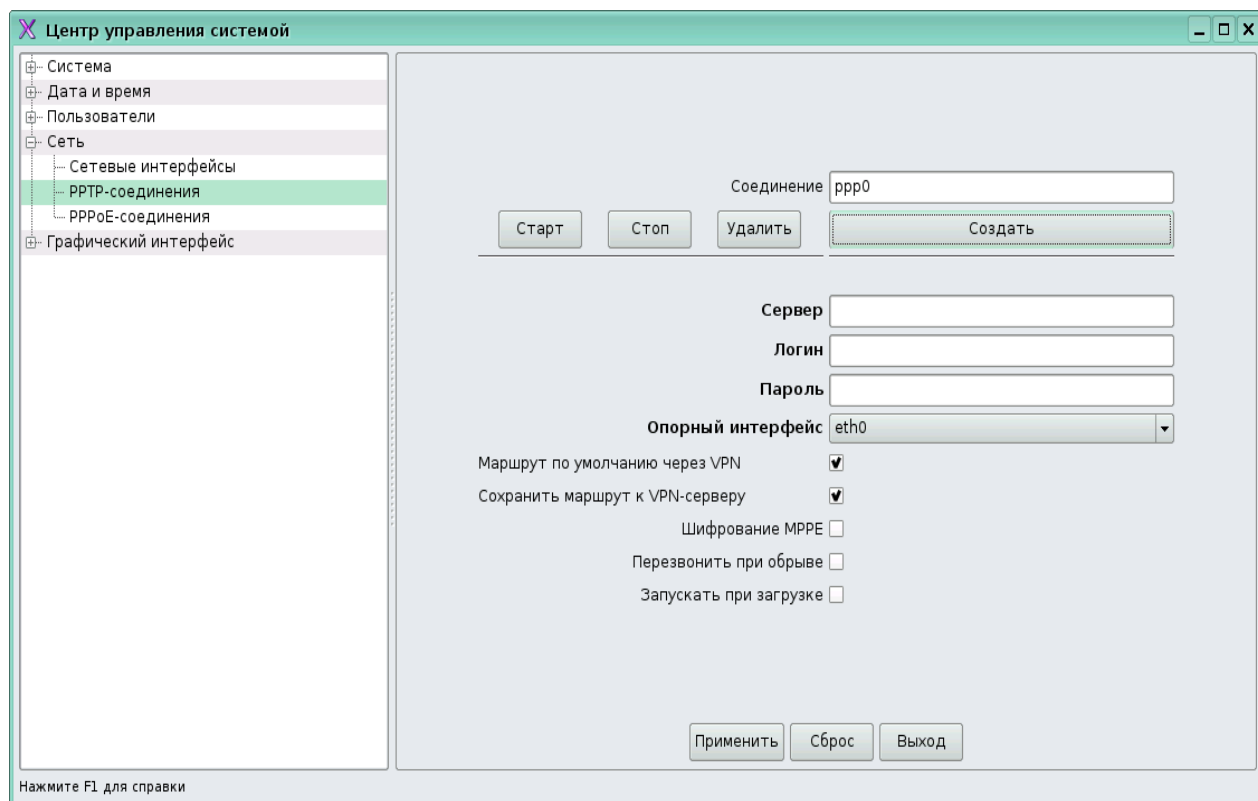 Центр управления системой
Система
Дата и время
Пользователи
Сеть
Сетевые интерфейсы
PPTP-соединения
PPPoE-соединения
Графический интерфейс
Соединение ppp0
Старт Стоп Удалить Создать
Сервер
Логин
Пароль
Опорный интерфейс eth0
Маршрут по умолчанию через VPN
Сохранить маршрут к VPN-серверу
Шифрование MPPE
Перезвонить при обрыве
Запускать при загрузке
Применить Сброс Выход
Нажмите F1 для справки